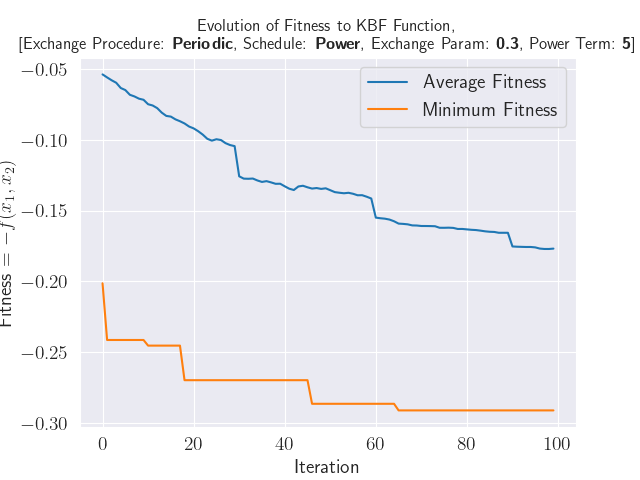 Evolution of Fitness to KBF Function,
[Exchange Procedure: Periodic, Schedule: Power, Exchange Param: 0.3, Power Term: 5]
Average Fitness
Minimum Fitness
Fitness = −f(x₁, x₂)
−0.05
−0.10
−0.15
−0.20
−0.25
−0.30
0 20 40 60 80 100
Iteration